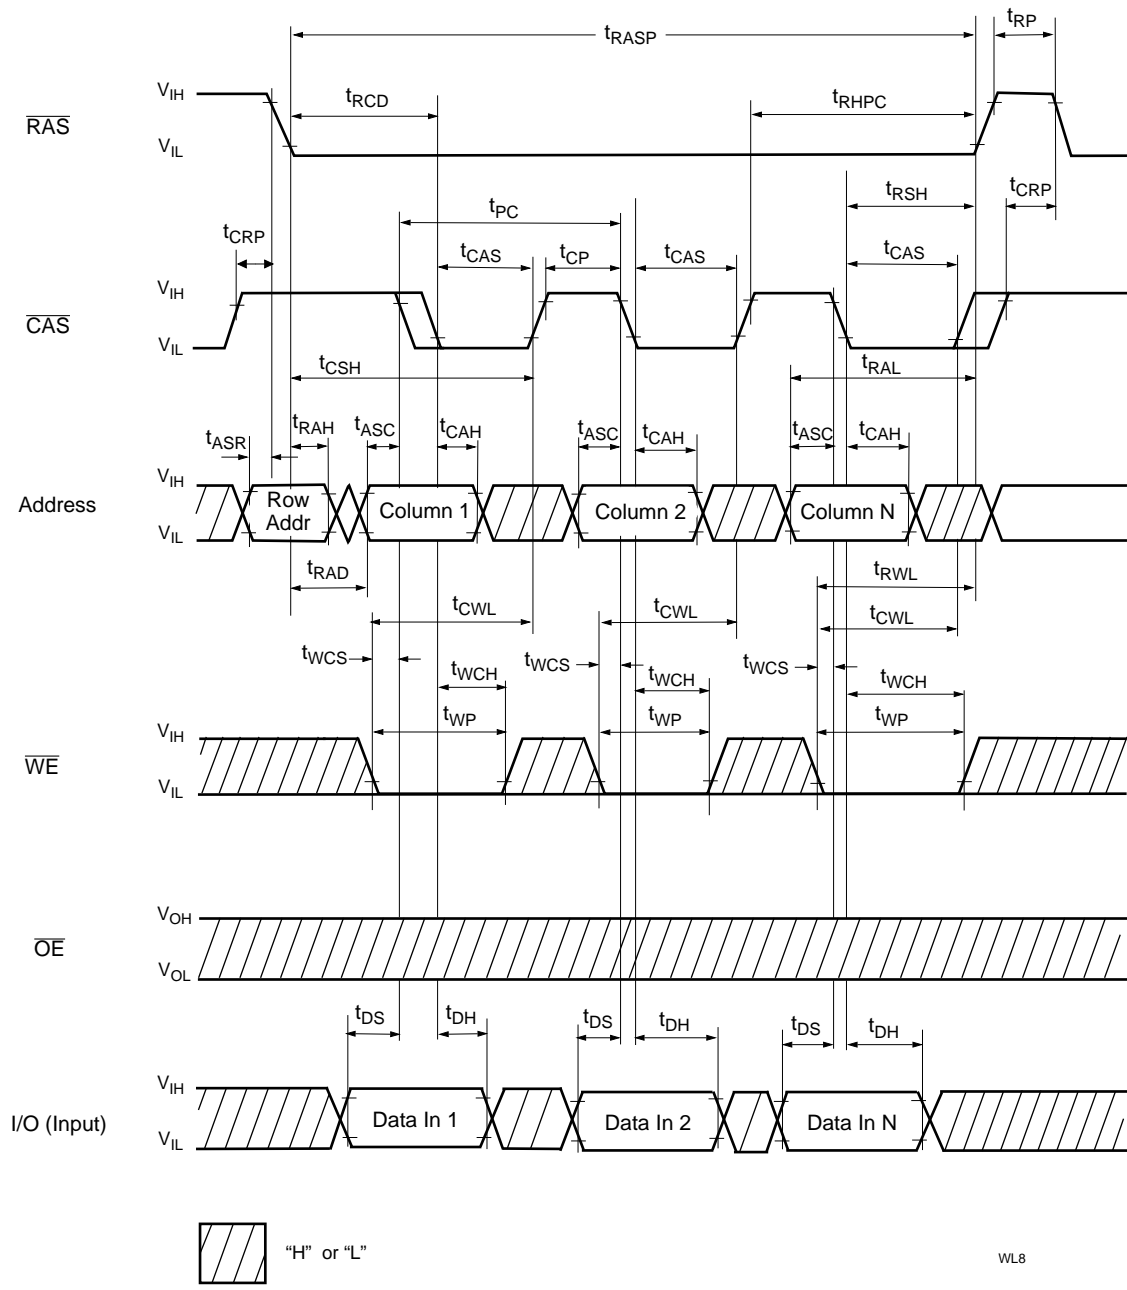 tRASP
tRP
VIH
tRCD
tRHPC
RAS
VIL
tRSH
tCRP
tPC
tCRP
tCAS
tCP
tCAS
tCAS
VIH
CAS
VIL
tCSH
tRAL
tASR
tRAH
tASC
tCAH
tASC
tCAH
tASC
tCAH
VIH
Address
Row
Addr
Column 1
Column 2
Column N
VIL
tRAD
tRWL
tCWL
tCWL
tCWL
tWCS
tWCS
tWCS
tWCH
tWCH
tWCH
tWP
tWP
tWP
VIH
WE
VIL
VOH
OE
VOL
tDS
tDH
tDS
tDH
tDS
tDH
VIH
I/O (Input)
Data In 1
Data In 2
Data In N
VIL
“H” or “L”
WL8